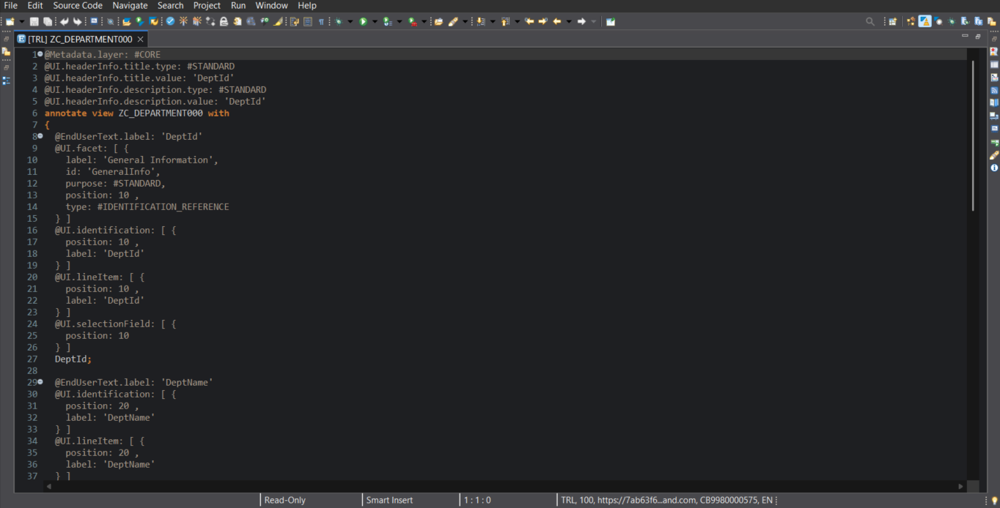 File Edit Source Code Navigate Search Project Run Window Help
[TRL] ZC_DEPARTMENT000
1 @Metadata.layer: #CORE
2 @UI.headerInfo.title.type: #STANDARD
3 @UI.headerInfo.title.value: 'DeptId'
4 @UI.headerInfo.description.type: #STANDARD
5 @UI.headerInfo.description.value: 'DeptId'
6 annotate view ZC_DEPARTMENT000 with
7 {
8 @EndUserText.label: 'DeptId'
9 @UI.facet: [ {
10 label: 'General Information',
11 id: 'GeneralInfo',
12 purpose: #STANDARD,
13 position: 10 ,
14 type: #IDENTIFICATION_REFERENCE
15 } ]
16 @UI.identification: [ {
17 position: 10 ,
18 label: 'DeptId'
19 } ]
20 @UI.lineItem: [ {
21 position: 10 ,
22 label: 'DeptId'
23 } ]
24 @UI.selectionField: [ {
25 position: 10
26 } ]
27 DeptId;
28
29 @EndUserText.label: 'DeptName'
30 @UI.identification: [ {
31 position: 20 ,
32 label: 'DeptName'
33 } ]
34 @UI.lineItem: [ {
35 position: 20 ,
36 label: 'DeptName'
37 } ]
Read-Only Smart Insert 1 : 1 : 0 TRL, 100, https://7ab63f6...and.com, CB9980000575, EN